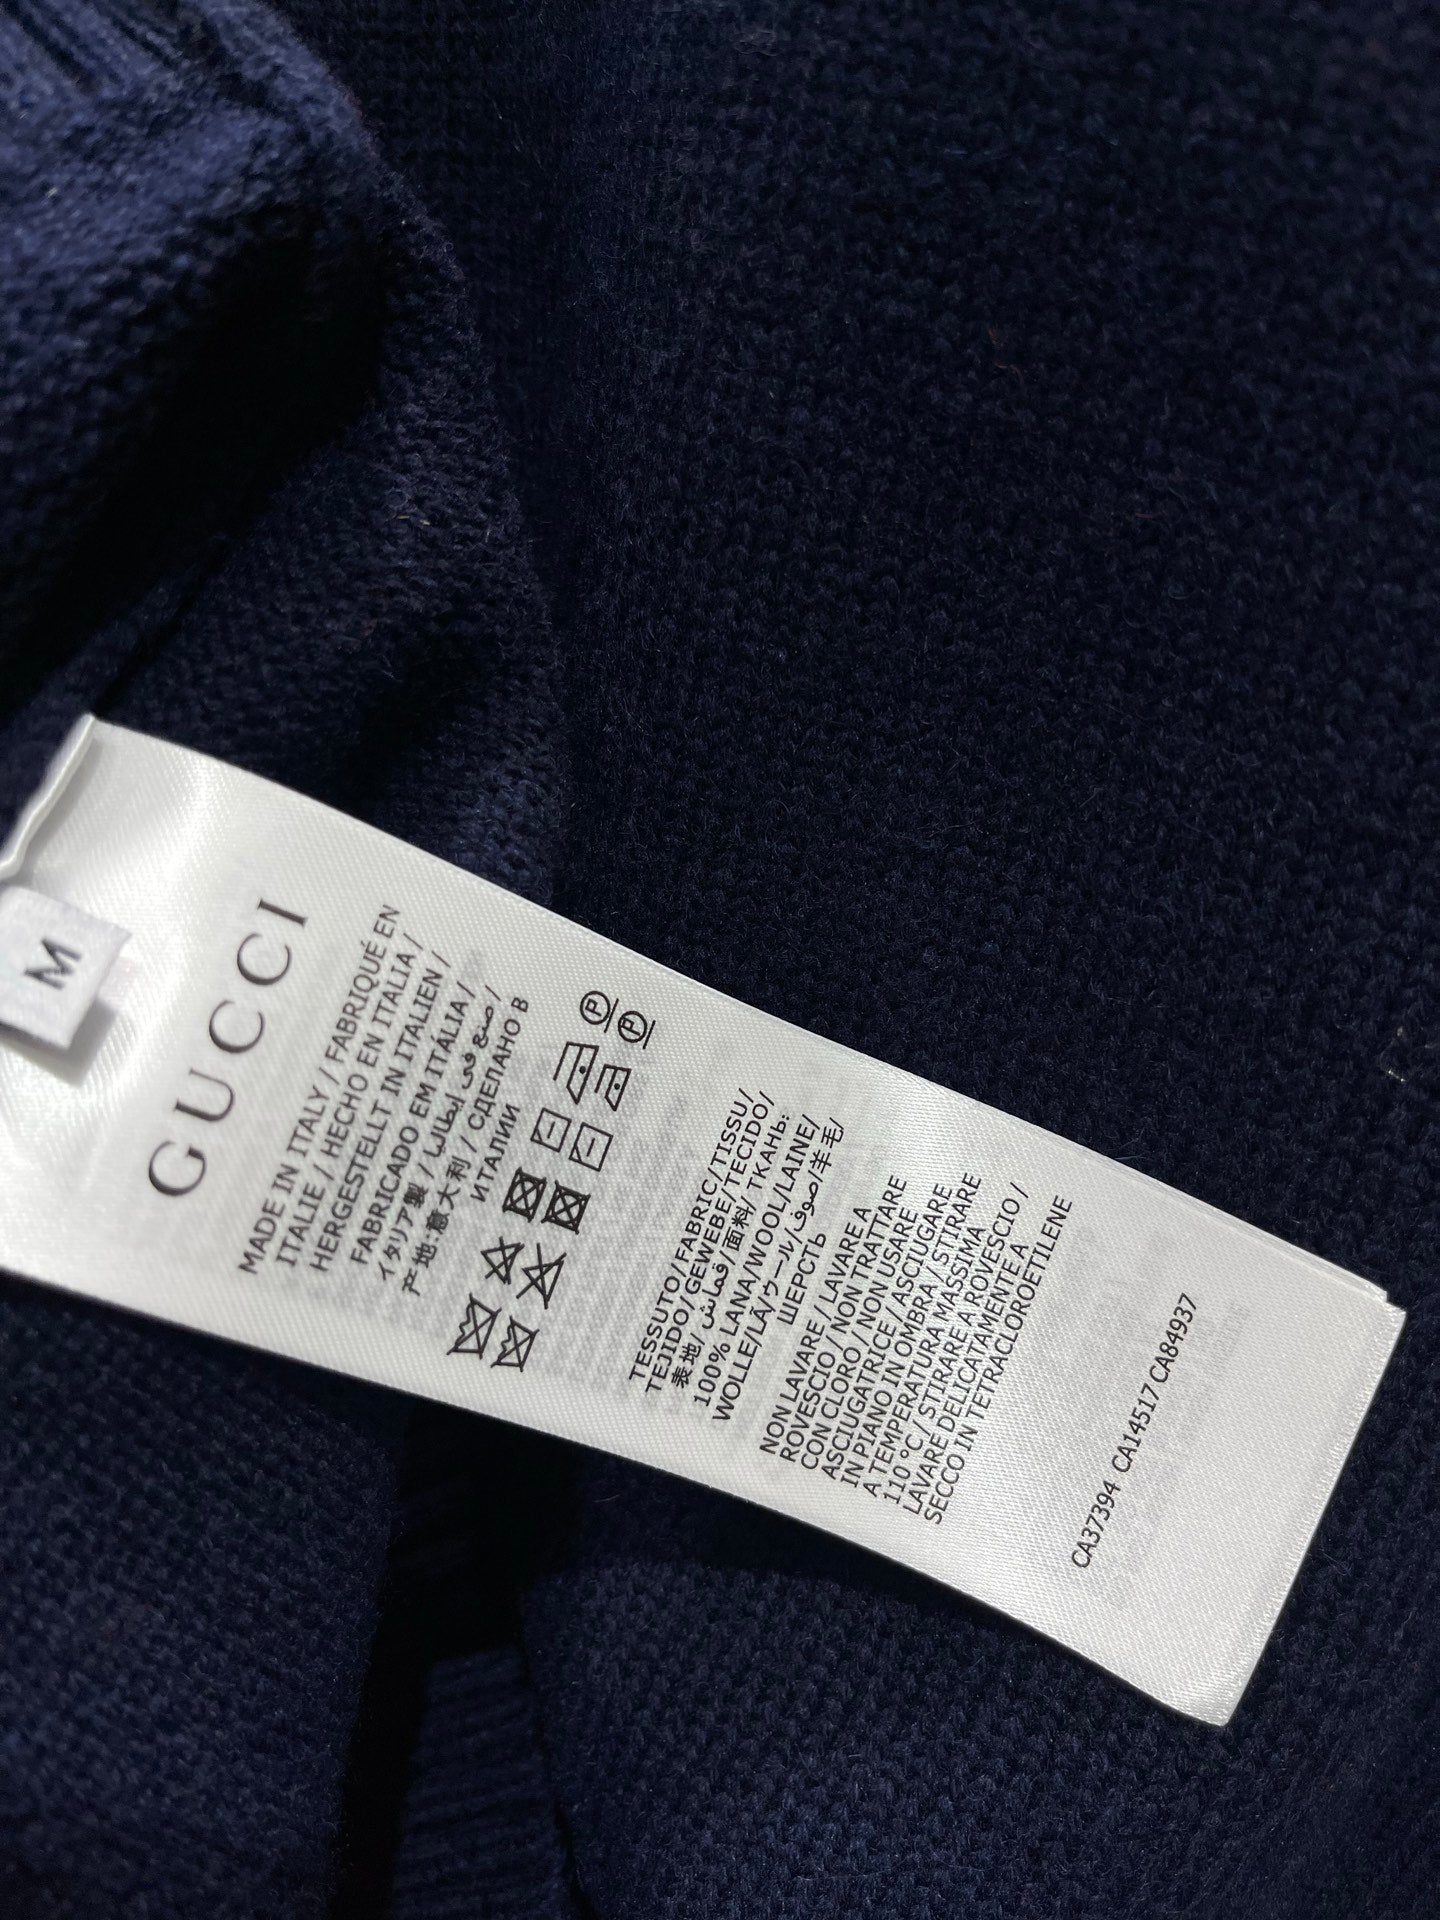 M
GUCCI
MADE IN ITALY / FABRIQUÉ EN
ITALIE / HECHO EN ITALIA /
HERGESTELLT IN ITALIEN /
FABRICADO EM ITÁLIA /
イタリア製 / صنع في إيطاليا /
产地:意大利 / СДЕЛАНО В
ИТАЛИИ
TESSUTO/FABRIC/TISSU/
TEJIDO/GEWEBE/TECIDO/
表地/ قماش /面料/ ТКАНЬ:
100% LANA/WOOL/LAINE/
WOLLE/LÃ/ウール/صوف/羊毛/
ШЕРСТЬ
NON LAVARE / LAVARE A
ROVESCIO / NON TRATTARE
CON CLORO / NON USARE
ASCIUGATRICE / ASCIUGARE
IN PIANO IN OMBRA / STIRARE
A TEMPERATURA MASSIMA
110 °C / STIRARE A ROVESCIO /
LAVARE DELICATAMENTE A
SECCO IN TETRACLOROETILENE
CA37394 CA14517 CA84937